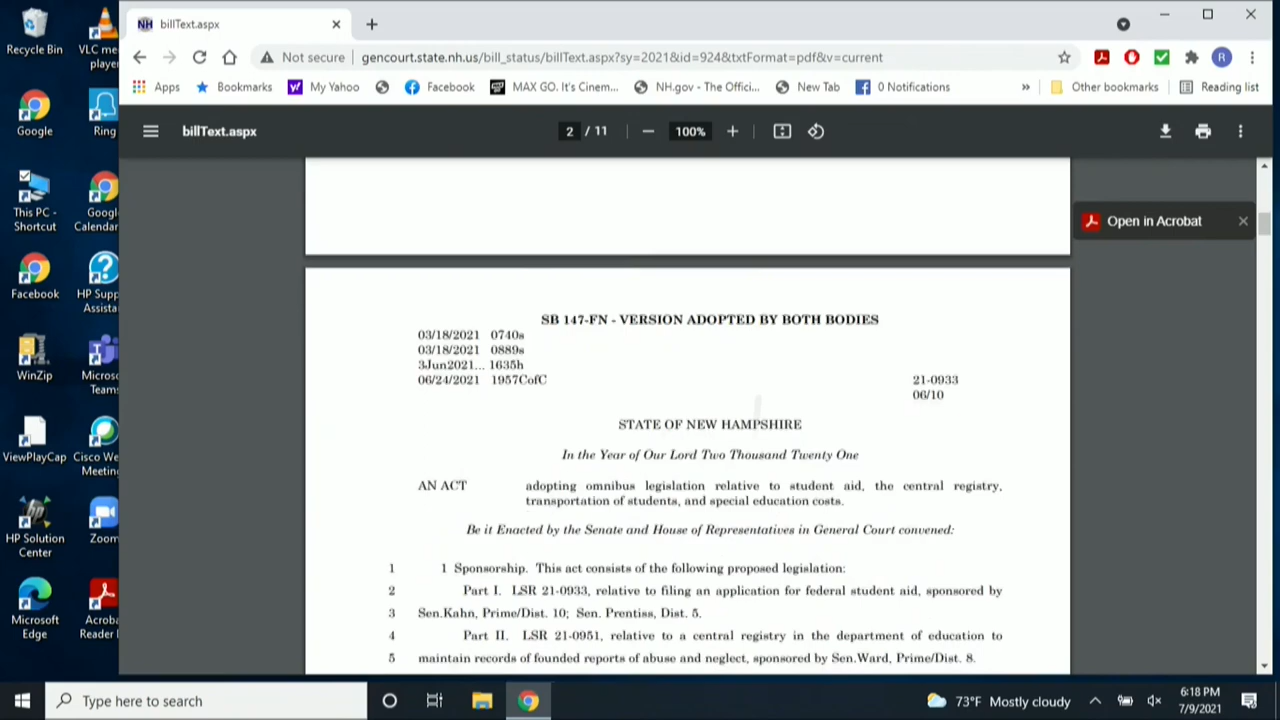 Recycle Bin
VLC me
player
Google
Ring
This PC -
Shortcut
Googl
Calendar
Facebook
HP Supp
Assista
WinZip
Micros
Team
ViewPlayCap
Cisco We
Meeting
HP Solution
Center
Zoom
Microsoft
Edge
Acroba
Reader
NH billText.aspx
Not secure gencourt.state.nh.us/bill_status/billText.aspx?sy=2021&id=924&txtFormat=pdf&v=current
R
Apps Bookmarks My Yahoo Facebook MAX GO. It's Cinem... NH.gov - The Offici... New Tab 0 Notifications » Other bookmarks Reading list
billText.aspx 2 / 11 100%
Open in Acrobat
SB 147-FN - VERSION ADOPTED BY BOTH BODIES
03/18/2021 0740s
03/18/2021 0889s
3Jun2021... 1635h
06/24/2021 1957CofC 21-0933
06/10
STATE OF NEW HAMPSHIRE
In the Year of Our Lord Two Thousand Twenty One
AN ACT adopting omnibus legislation relative to student aid, the central registry,
transportation of students, and special education costs.
Be it Enacted by the Senate and House of Representatives in General Court convened:
1 1 Sponsorship. This act consists of the following proposed legislation:
2 Part I. LSR 21-0933, relative to filing an application for federal student aid, sponsored by
3 Sen.Kahn, Prime/Dist. 10; Sen. Prentiss, Dist. 5.
4 Part II. LSR 21-0951, relative to a central registry in the department of education to
5 maintain records of founded reports of abuse and neglect, sponsored by Sen.Ward, Prime/Dist. 8.
Type here to search
73°F Mostly cloudy
6:18 PM
7/9/2021